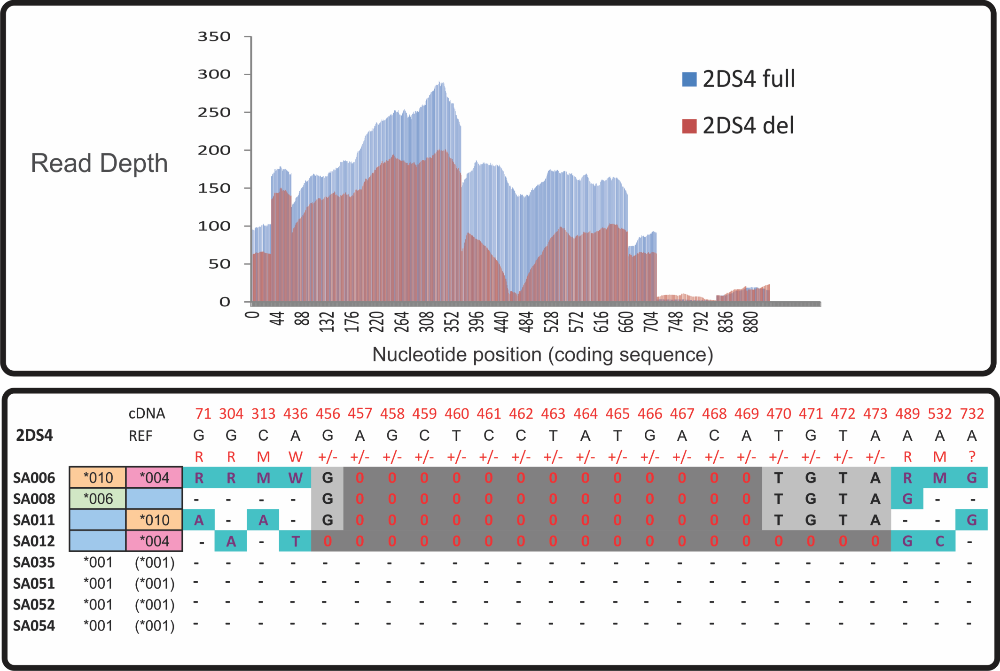 350
300
250
200
150
100
50
0
Read Depth
2DS4 full
2DS4 del
0 44 88 132 176 220 264 308 352 396 440 484 528 572 616 660 704 748 792 836 880
Nucleotide position (coding sequence)
cDNA 71 304 313 436 456 457 458 459 460 461 462 463 464 465 466 467 468 469 470 471 472 473 489 532 732
2DS4 REF G G C A G A G C T C C T A T G A C A T G T A A A A
R R M W +/- +/- +/- +/- +/- +/- +/- +/- +/- +/- +/- +/- +/- +/- +/- +/- +/- +/- R M ?
SA006 *010 *004 R R M W G 0 0 0 0 0 0 0 0 0 0 0 0 0 T G T A R M G
SA008 *006 - - - - G 0 0 0 0 0 0 0 0 0 0 0 0 0 T G T A G - -
SA011 *010 A - A - G 0 0 0 0 0 0 0 0 0 0 0 0 0 T G T A - - G
SA012 *004 - A - T 0 0 0 0 0 0 0 0 0 0 0 0 0 0 0 0 0 0 G C -
SA035 *001 (*001) - - - - - - - - - - - - - - - - - - - - - - - - -
SA051 *001 (*001) - - - - - - - - - - - - - - - - - - - - - - - - -
SA052 *001 (*001) - - - - - - - - - - - - - - - - - - - - - - - - -
SA054 *001 (*001) - - - - - - - - - - - - - - - - - - - - - - - - -